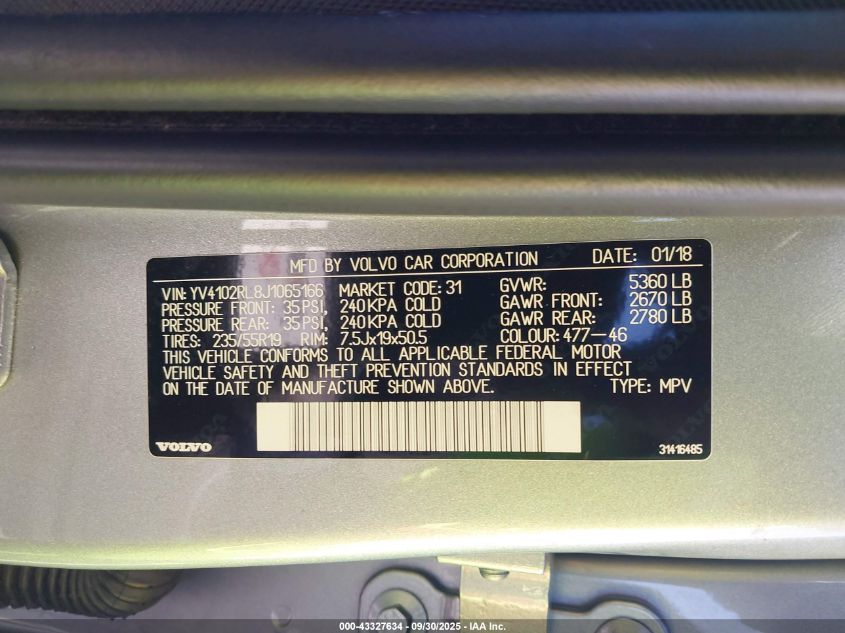 MFD BY VOLVO CAR CORPORATION DATE: 01/18
VIN: YV4102RL8J1065166 MARKET CODE: 31 GVWR: 5360 LB
PRESSURE FRONT: 35 PSI, 240 KPA COLD GAWR FRONT: 2670 LB
PRESSURE REAR: 35 PSI, 240 KPA COLD GAWR REAR: 2780 LB
TIRES: 235/55R19 RIM: 7.5Jx19x50.5 COLOUR: 477-46
THIS VEHICLE CONFORMS TO ALL APPLICABLE FEDERAL MOTOR
VEHICLE SAFETY AND THEFT PREVENTION STANDARDS IN EFFECT
ON THE DATE OF MANUFACTURE SHOWN ABOVE. TYPE: MPV
VOLVO 31416485
000-43327634 - 09/30/2025 - IAA Inc.